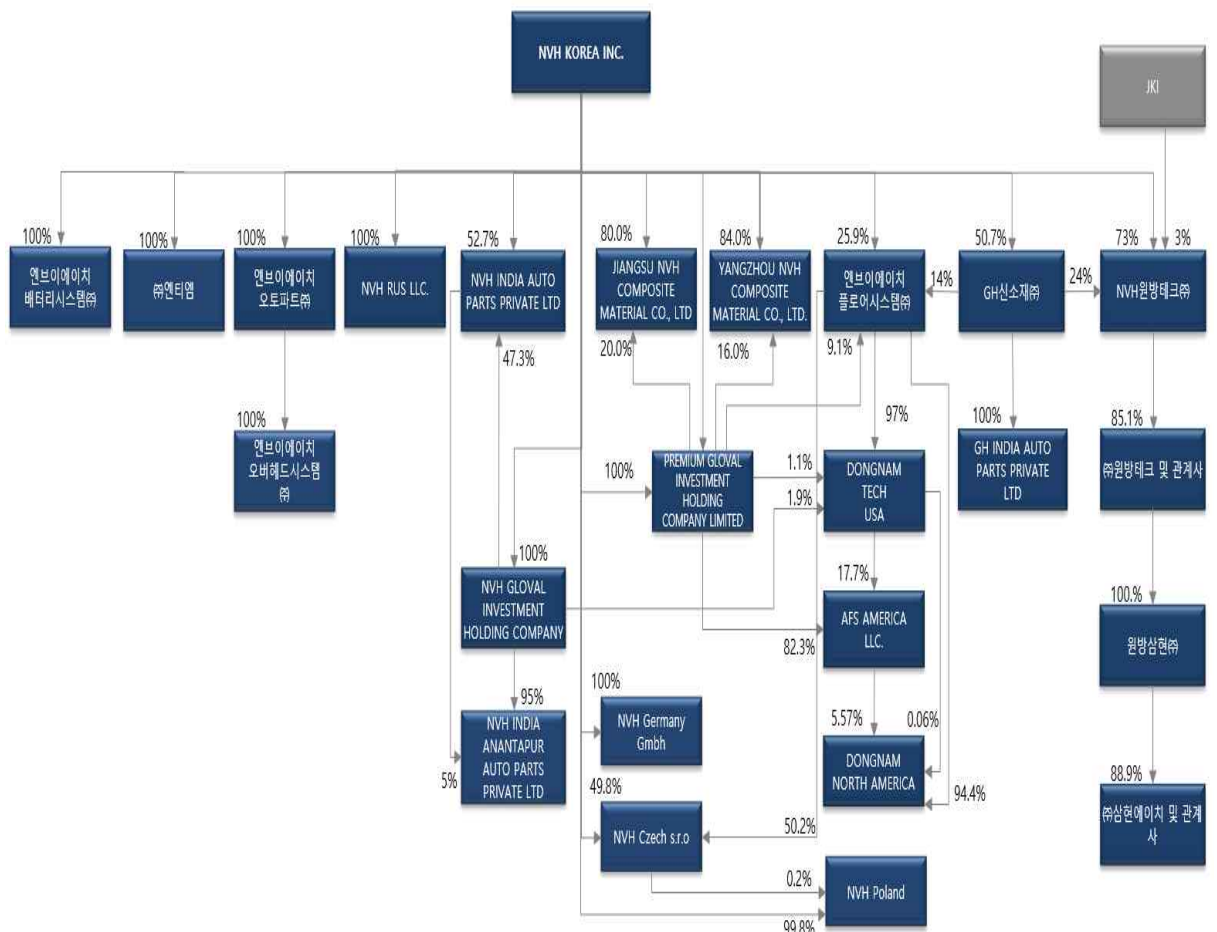 NVH KOREA INC.
JKI
100%
100%
100%
100%
52.7%
80.0%
84.0%
25.9%
50.7%
73%
3%
엔브이에이치
배터리시스템㈜
㈜엔티엠
엔브이에이치
오토파트㈜
NVH RUS LLC.
NVH INDIA AUTO
PARTS PRIVATE LTD
JIANGSU NVH
COMPOSITE
MATERIAL CO., LTD
YANGZHOU NVH
COMPOSITE
MATERIAL CO., LTD.
엔브이에이치
플로어시스템㈜
14%
GH신소재㈜
24%
NVH원방테크㈜
47.3%
20.0%
16.0%
9.1%
100%
엔브이에이치
오버헤드시스템
㈜
100%
PREMIUM GLOVAL
INVESTMENT
HOLDING
COMPANY LIMITED
1.1%
1.9%
97%
DONGNAM
TECH
USA
100%
GH INDIA AUTO
PARTS PRIVATE
LTD
85.1%
㈜원방테크 및 관계사
100%
NVH GLOVAL
INVESTMENT
HOLDING COMPANY
82.3%
17.7%
AFS AMERICA
LLC.
100.%
원방삼현㈜
95%
5%
NVH INDIA
ANANTAPUR
AUTO PARTS
PRIVATE LTD
100%
NVH Germany
Gmbh
5.57%
0.06%
DONGNAM
NORTH AMERICA
94.4%
88.9%
㈜삼현에이치 및 관계
사
49.8%
NVH Czech s.r.o
50.2%
0.2%
99.8%
NVH Poland